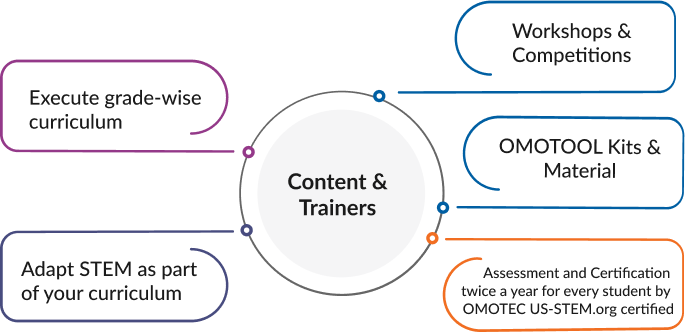 Workshops &
Competitions
Execute grade-wise
curriculum
OMOTOOL Kits &
Material
Content &
Trainers
Adapt STEM as part
of your curriculum
Assessment and Certification
twice a year for every student by
OMOTEC US-STEM.org certified